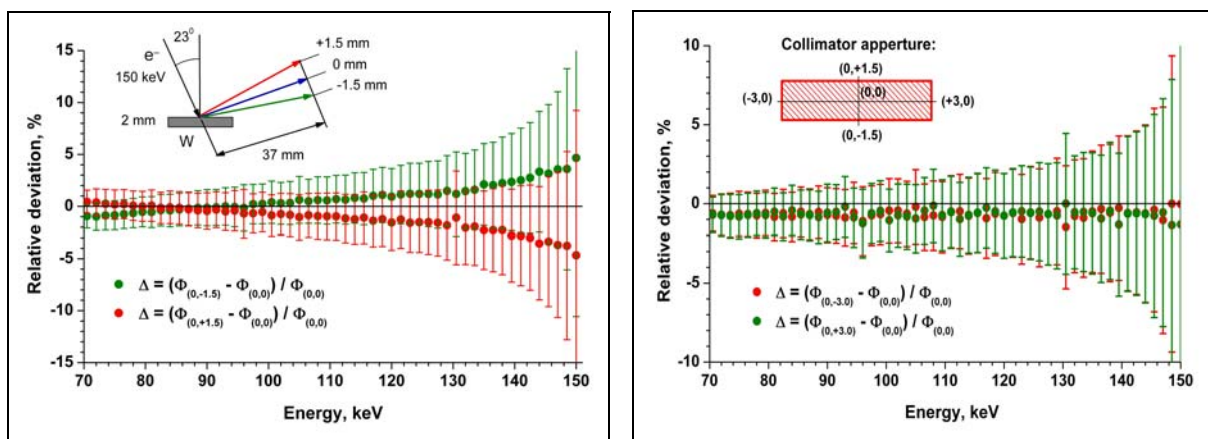 15
10
5
0
-5
-10
-15
Relative deviation, %
23⁰
e⁻
150 keV
+1.5 mm
0 mm
-1.5 mm
2 mm
W
37 mm
Δ = (Φ(0,-1.5) - Φ(0,0)) / Φ(0,0)
Δ = (Φ(0,+1.5) - Φ(0,0)) / Φ(0,0)
70 80 90 100 110 120 130 140 150
Energy, keV
10
5
0
-5
-10
Relative deviation, %
Collimator apperture:
(0,+1.5)
(-3,0)
(0,0)
(+3,0)
(0,-1.5)
Δ = (Φ(0,-3.0) - Φ(0,0)) / Φ(0,0)
Δ = (Φ(0,+3.0) - Φ(0,0)) / Φ(0,0)
70 80 90 100 110 120 130 140 150
Energy, keV